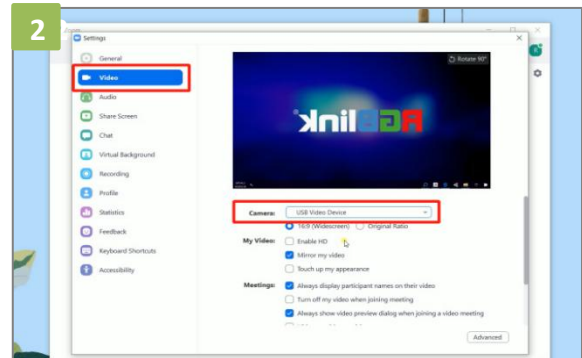 2
Settings
General
Video
Audio
Share Screen
Chat
Virtual Background
Recording
Profile
Statistics
Feedback
Keyboard Shortcuts
Accessibility
Rotate 90°
RGBlink
Camera: USB Video Device
16:9 (Widescreen) Original Ratio
My Video: Enable HD
Mirror my video
Touch up my appearance
Meetings: Always display participant names on their video
Turn off my video when joining meeting
Always show video preview dialog when joining a video meeting
Advanced